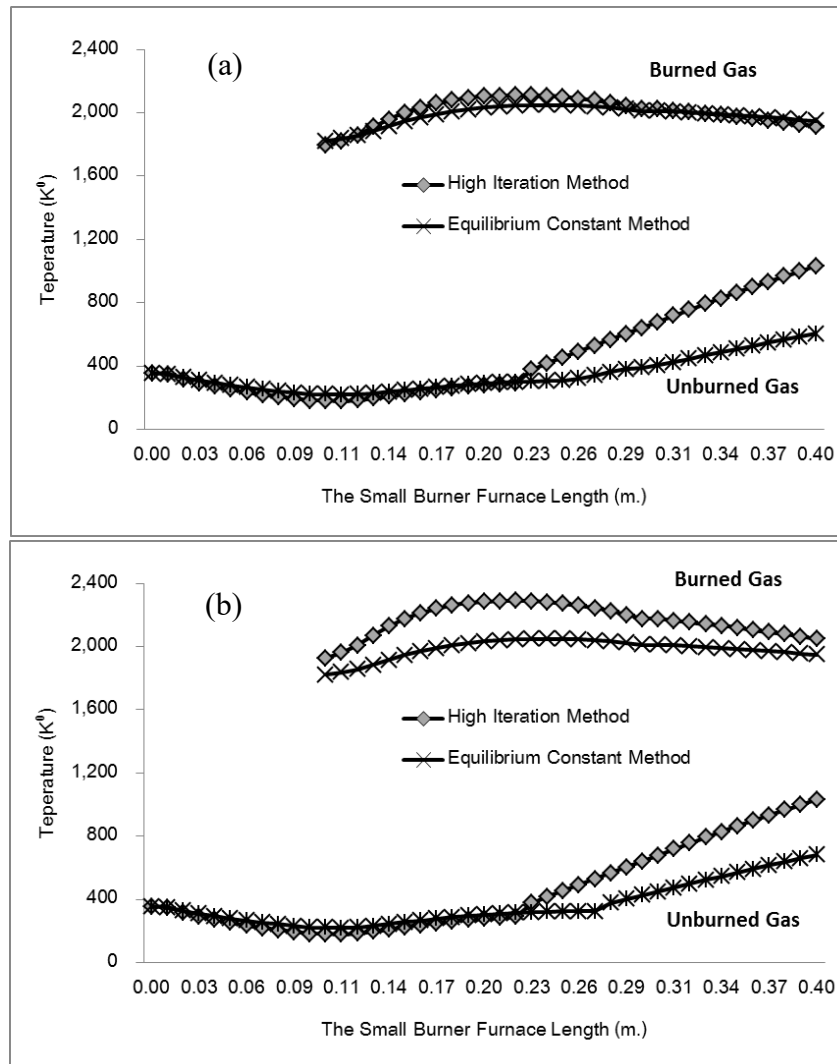 (a)
Burned Gas
2,400
2,000
1,600
1,200
800
400
0
Teperature (K⁰)
High Iteration Method
Equilibrium Constant Method
Unburned Gas
0.00 0.03 0.06 0.09 0.11 0.14 0.17 0.20 0.23 0.26 0.29 0.31 0.34 0.37 0.40
The Small Burner Furnace Length (m.)
(b)
Burned Gas
2,400
2,000
1,600
1,200
800
400
0
Teperature (K⁰)
High Iteration Method
Equilibrium Constant Method
Unburned Gas
0.00 0.03 0.06 0.09 0.11 0.14 0.17 0.20 0.23 0.26 0.29 0.31 0.34 0.37 0.40
The Small Burner Furnace Length (m.)